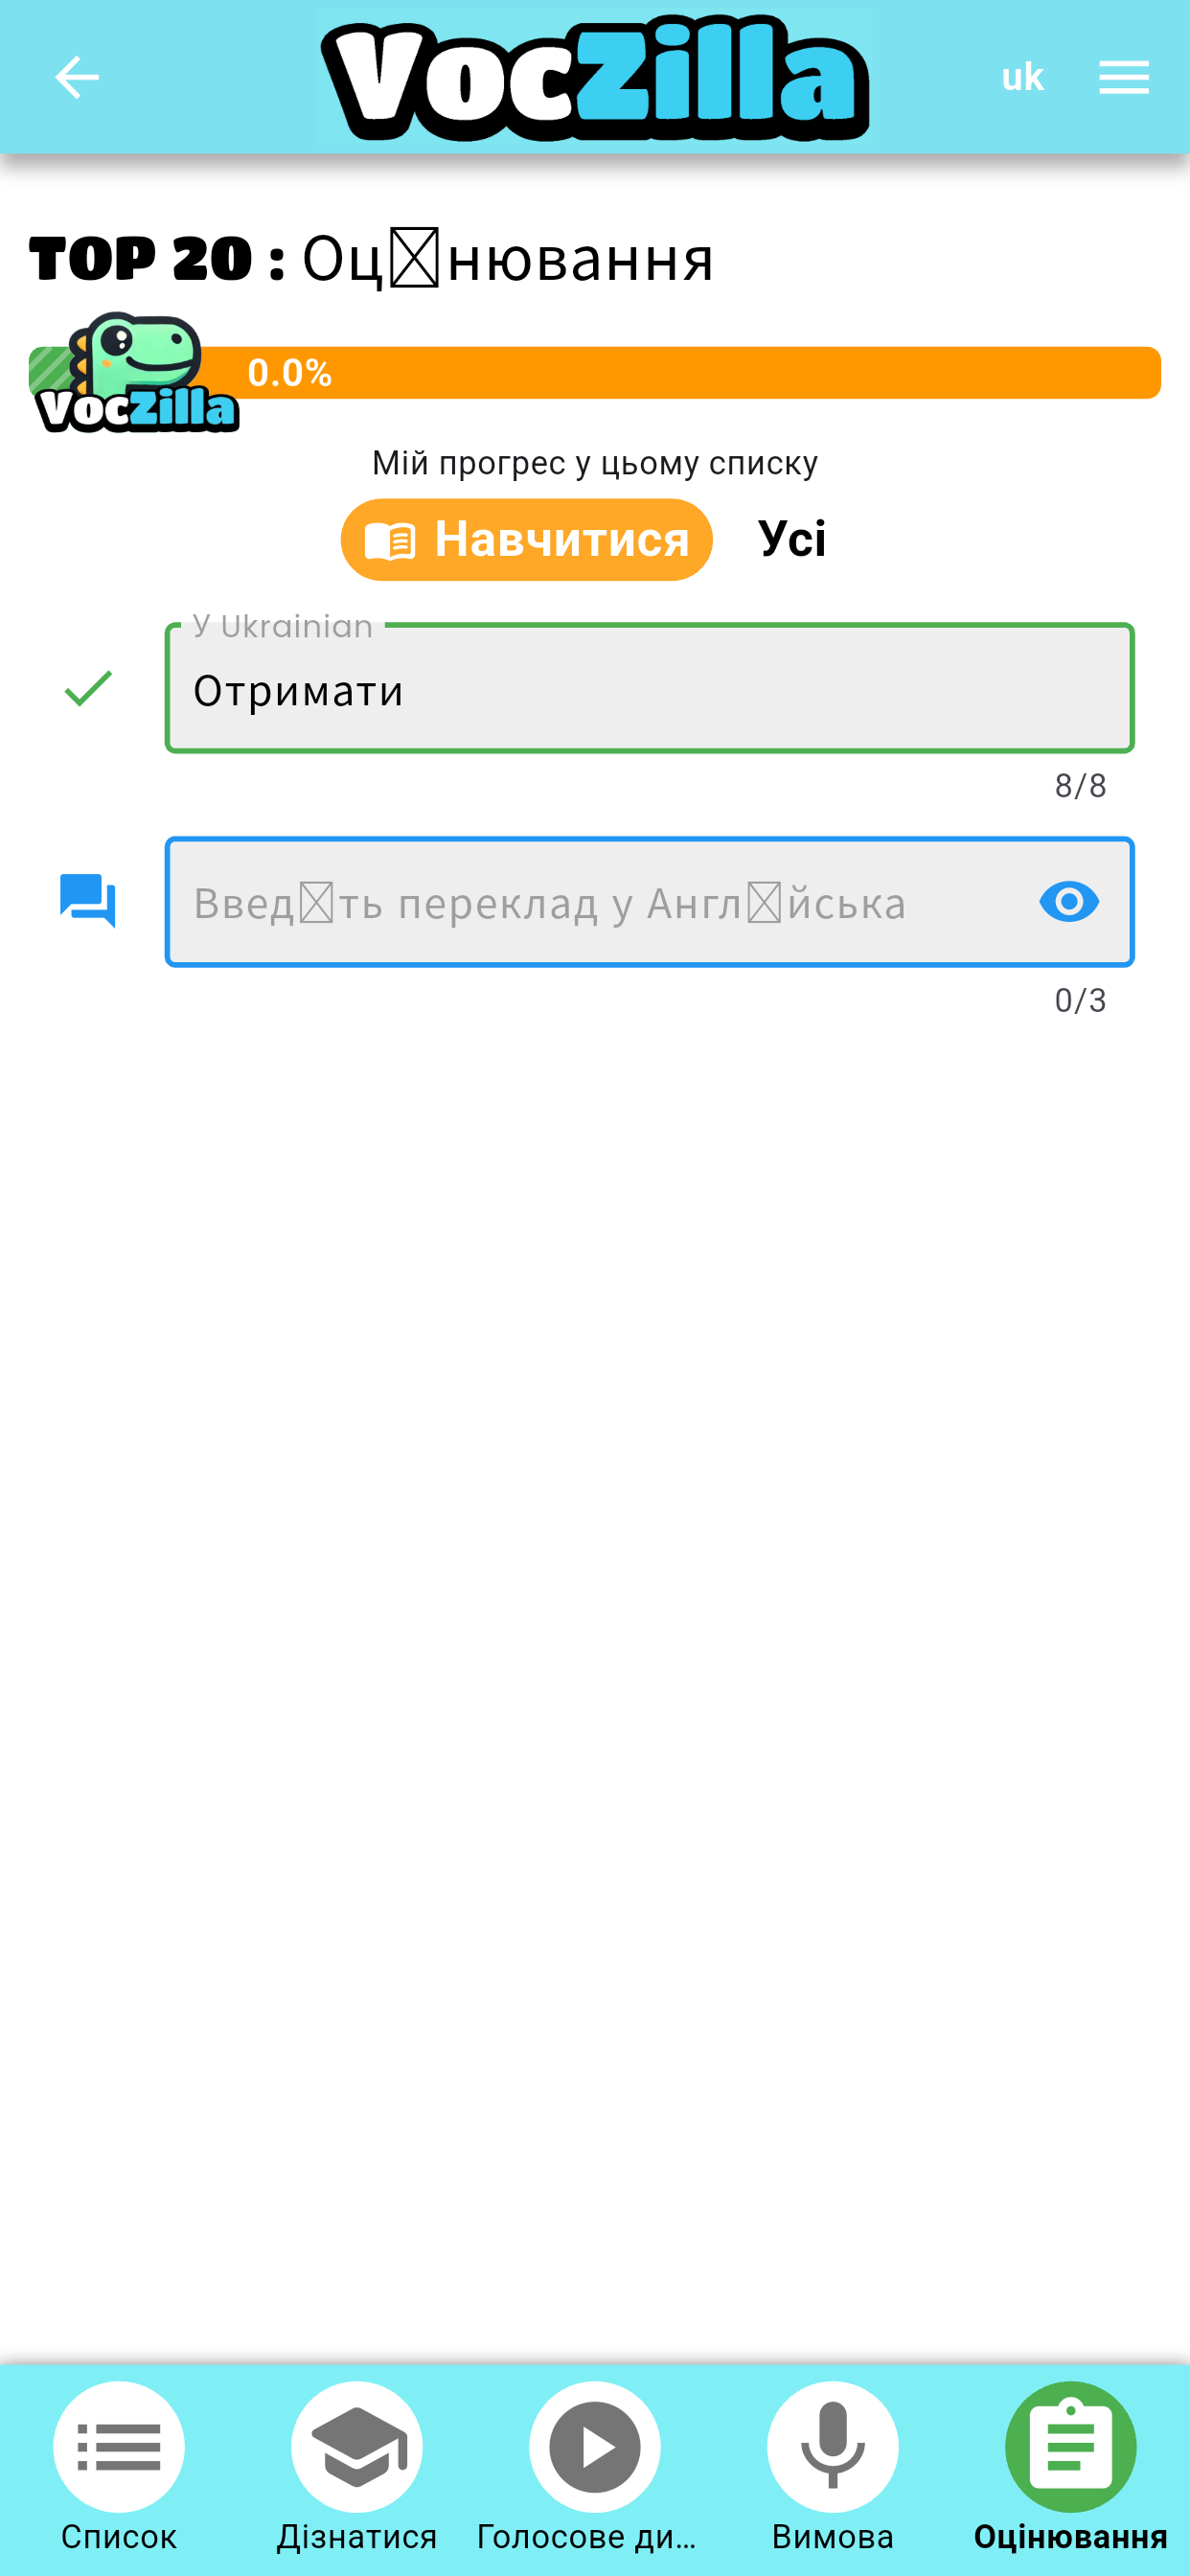 VocZilla
uk
TOP 20 : Оц☒нювання
VocZilla
0.0%
Мій прогрес у цьому списку
Навчитися
Усі
У Ukrainian
Отримати
8/8
Введ☒ть переклад у Англ☒йська
0/3
Список
Дізнатися
Голосове ди...
Вимова
Оцінювання